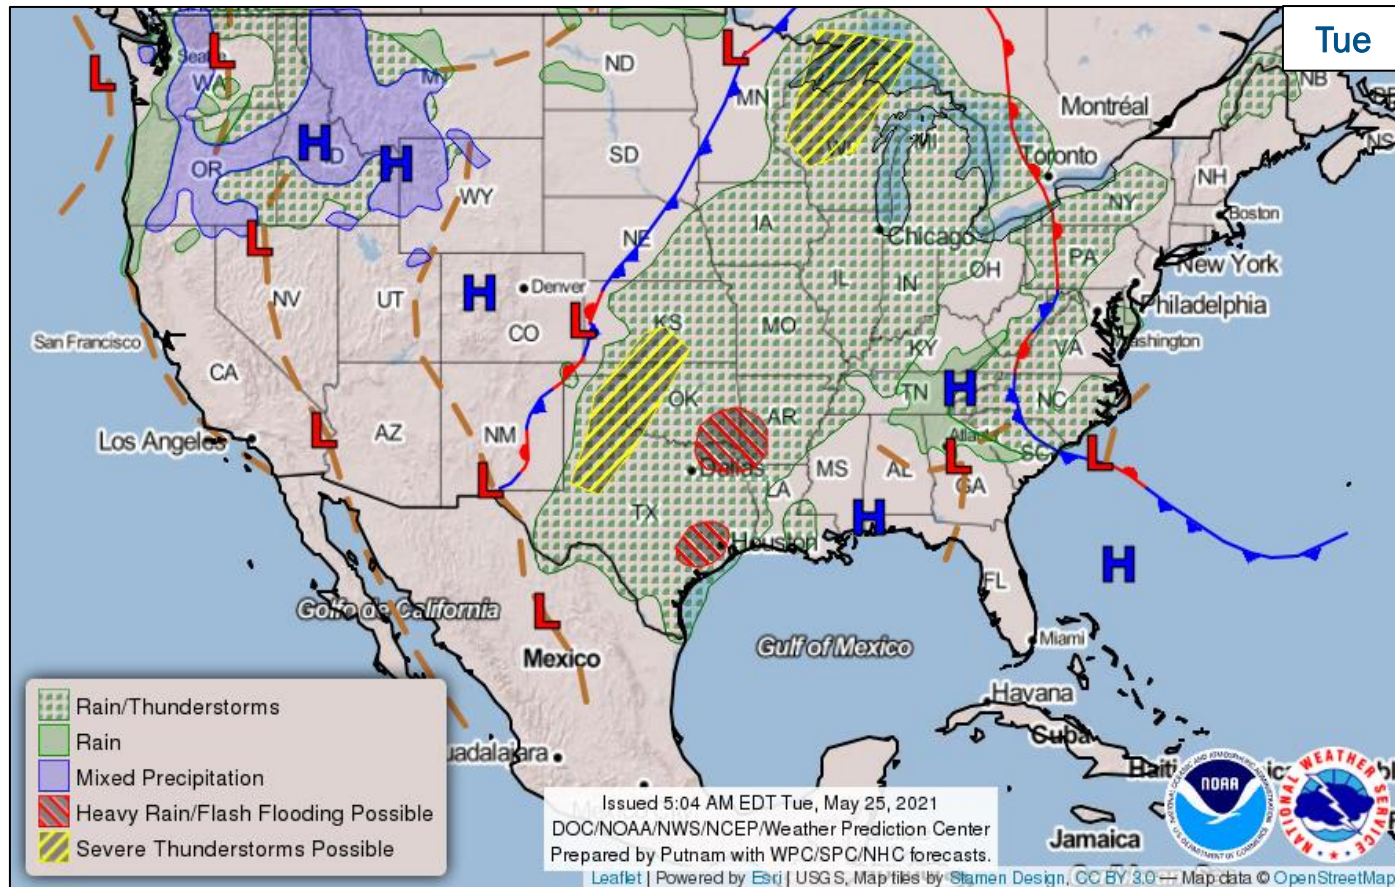 Tue
L
L
L
H
H
L
H
L
L
L
L
H
H
L
L
H
WA
MT
ND
MN
Montréal
NB
NS
OR
ID
SD
WI
MI
Toronto
WY
NH
Boston
IA
NY
NE
Chicago
OH
PA
New York
NV
UT
Denver
IL
IN
Philadelphia
CO
KS
MO
San Francisco
KY
VA
Washington
CA
TN
NC
OK
AR
Los Angeles
AZ
NM
Atlanta
SC
Dallas
MS
AL
GA
LA
TX
Houston
FL
Golfo de California
Gulf of Mexico
Miami
Mexico
Havana
Cuba
Jamaica
Rain/Thunderstorms
Rain
Mixed Precipitation
Heavy Rain/Flash Flooding Possible
Severe Thunderstorms Possible
Issued 5:04 AM EDT Tue, May 25, 2021
DOC/NOAA/NWS/NCEP/Weather Prediction Center
Prepared by Putnam with WPC/SPC/NHC forecasts.
NOAA
NATIONAL WEATHER SERVICE
Leaflet | Powered by Esri | USGS, Map tiles by Stamen Design, CC BY 3.0 — Map data © OpenStreetMap